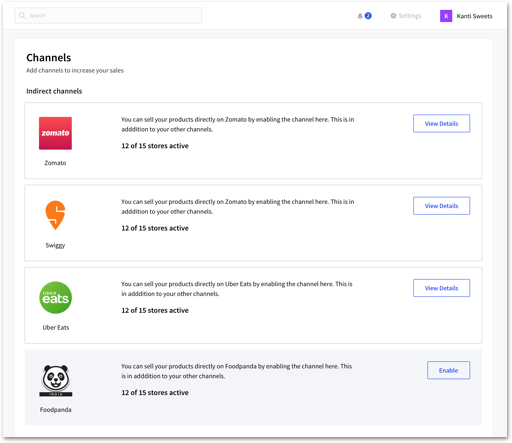 Search
2
Settings
K
Kanti Sweets
Channels
Add channels to increase your sales
Indirect channels
zomato
Zomato
You can sell your products directly on Zomato by enabling the channel here. This is in
adddition to your other channels.
12 of 15 stores active
View Details
Swiggy
You can sell your products directly on Zomato by enabling the channel here. This is in
adddition to your other channels.
12 of 15 stores active
View Details
UBER
eats
Uber Eats
You can sell your products directly on Uber Eats by enabling the channel here. This is
in adddition to your other channels.
12 of 15 stores active
View Details
INDIA
Foodpanda
You can sell your products directly on Foodpanda by enabling the channel here. This
is in adddition to your other channels.
12 of 15 stores active
Enable